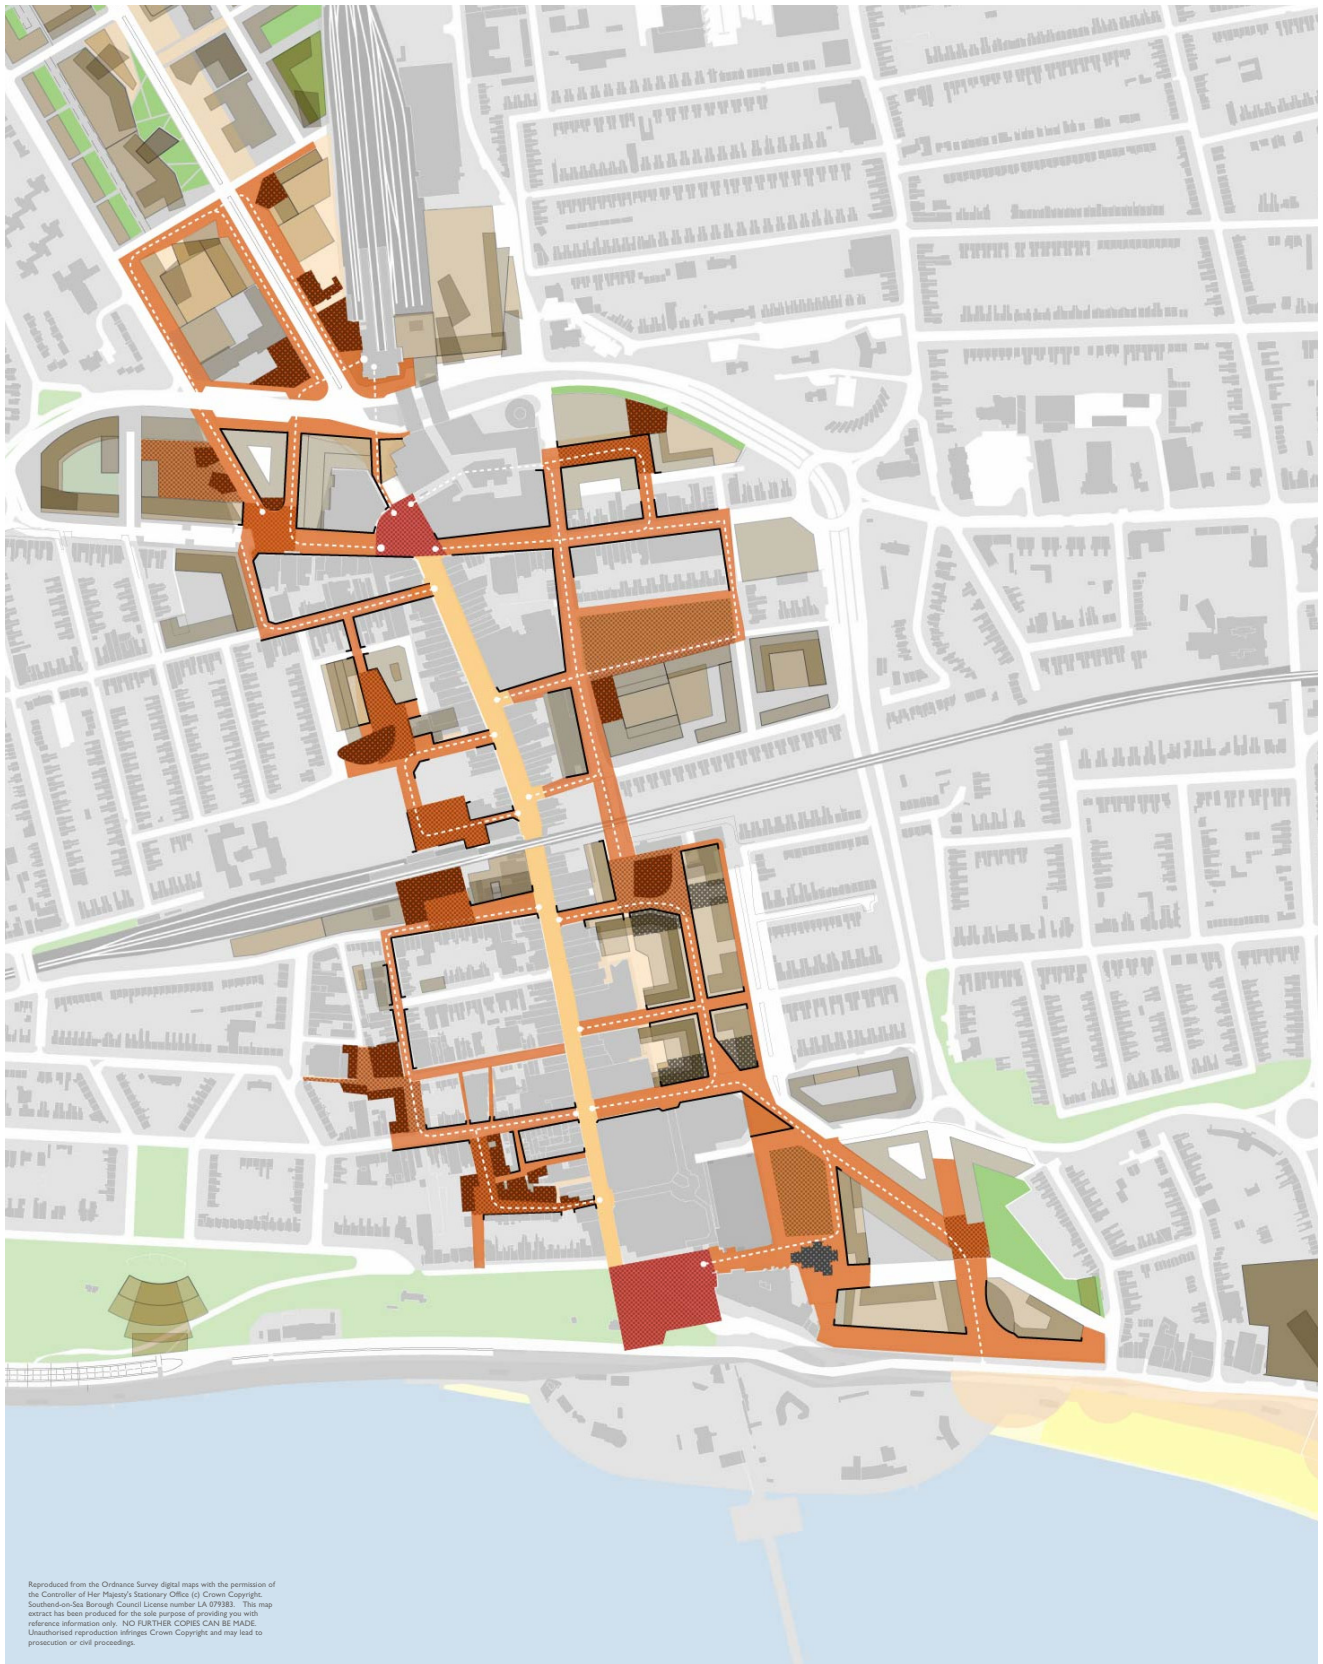 Reproduced from the Ordnance Survey digital maps with the permission of
the Controller of Her Majesty's Stationary Office (c) Crown Copyright.
Southend-on-Sea Borough Council License number LA 079383. This map
extract has been produced for the sole purpose of providing you with
reference information only. NO FURTHER COPIES CAN BE MADE.
Unauthorised reproduction infringes Crown Copyright and may lead to
prosecution or civil proceedings.